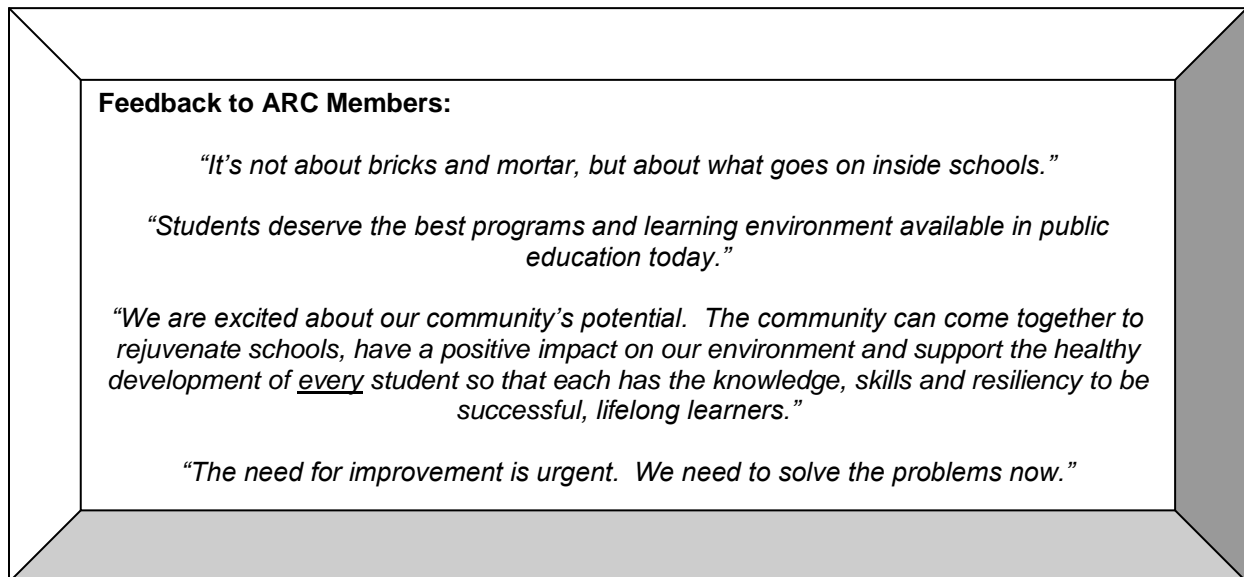 Feedback to ARC Members:
“It’s not about bricks and mortar, but about what goes on inside schools.”
“Students deserve the best programs and learning environment available in public
education today.”
“We are excited about our community’s potential.  The community can come together to
rejuvenate schools, have a positive impact on our environment and support the healthy
development of every student so that each has the knowledge, skills and resiliency to be
successful, lifelong learners.”
“The need for improvement is urgent.  We need to solve the problems now.”